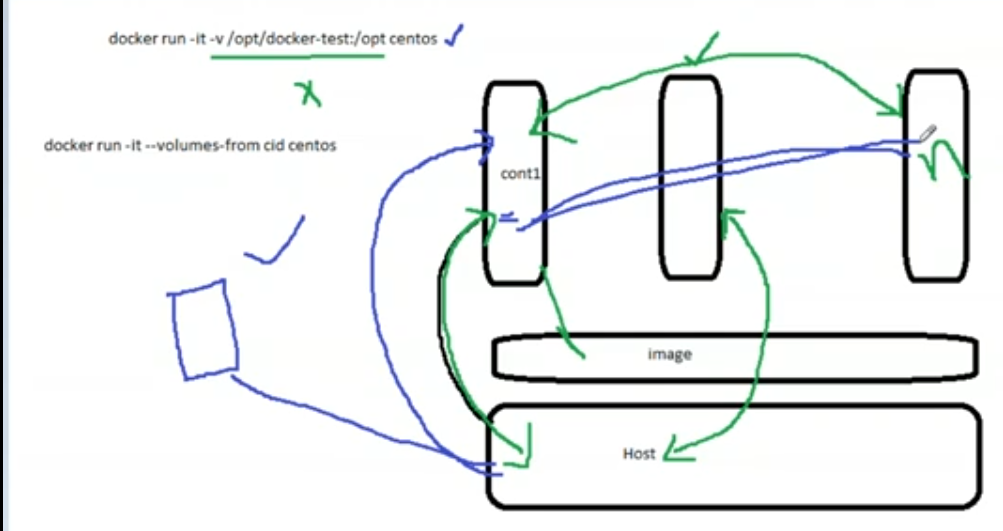 docker run -it -v /opt/docker-test:/opt centos
x
docker run -it --volumes-from cid centos
cont1
n
image
Host